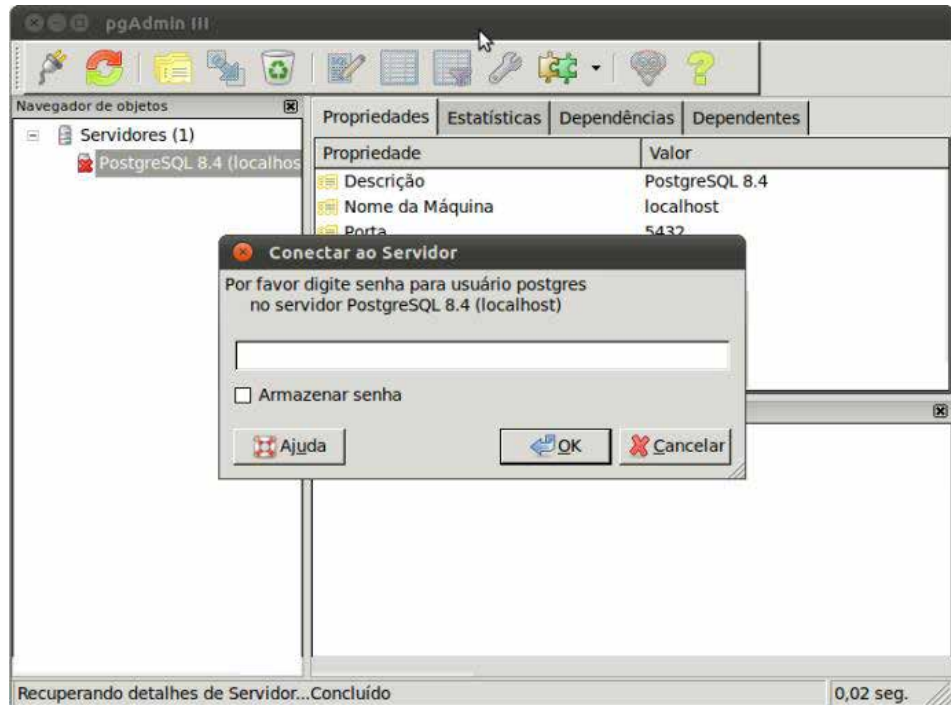 pgAdmin III
Navegador de objetos
Servidores (1)
PostgreSQL 8.4 (localhos
Propriedades Estatísticas Dependências Dependentes
Propriedade Valor
Descrição PostgreSQL 8.4
Nome da Máquina localhost
Porta 5432
Conectar ao Servidor
Por favor digite senha para usuário postgres
no servidor PostgreSQL 8.4 (localhost)
Armazenar senha
Ajuda OK Cancelar
Recuperando detalhes de Servidor...Concluído 0,02 seg.